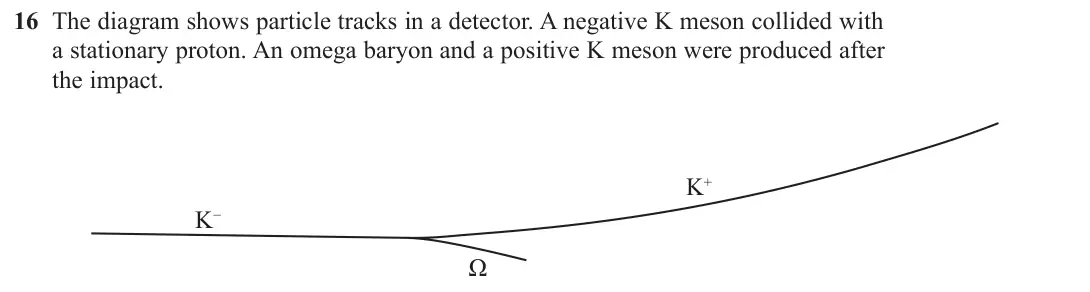 16 The diagram shows particle tracks in a detector. A negative K meson collided with
a stationary proton. An omega baryon and a positive K meson were produced after
the impact.
K⁺
K⁻
Ω